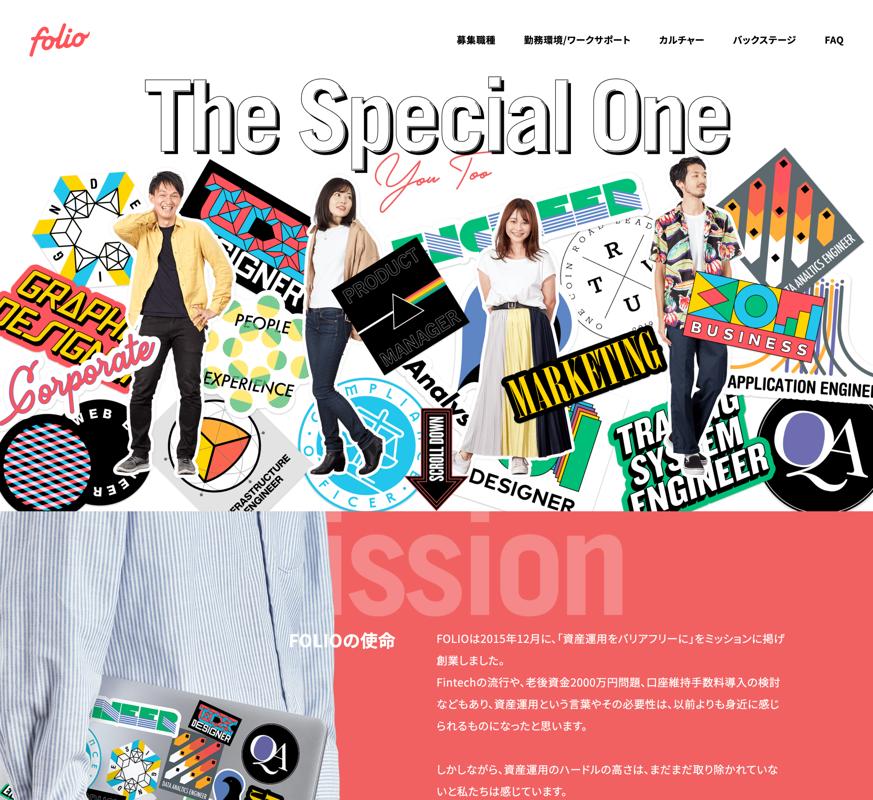 folio
募集職種
勤務環境/ワークサポート
カルチャー
バックステージ
FAQ
The Special One
You Too
DESIGNER
PRODUCT
MANAGER
GRAPHIC
DESIGN
PEOPLE
EXPERIENCE
Corporate
MARKETING
BUSINESS
APPLICATION ENGINEER
WEB
SCROLL DOWN
DESIGNER
SYSTEM
ENGINEER
QA
ission
FOLIOの使命
FOLIOは2015年12月に、「資産運用をバリアフリーに」をミッションに掲げ
創業しました。
Fintechの流行や、老後資金2000万円問題、口座維持手数料導入の検討
などもあり、資産運用という言葉やその必要性は、以前よりも身近に感じ
られるものになったと思います。
しかしながら、資産運用のハードルの高さは、まだまだ取り除かれていな
いと私たちは感じています。
DESIGNER
DATA ANALTICS ENGINEER
QA